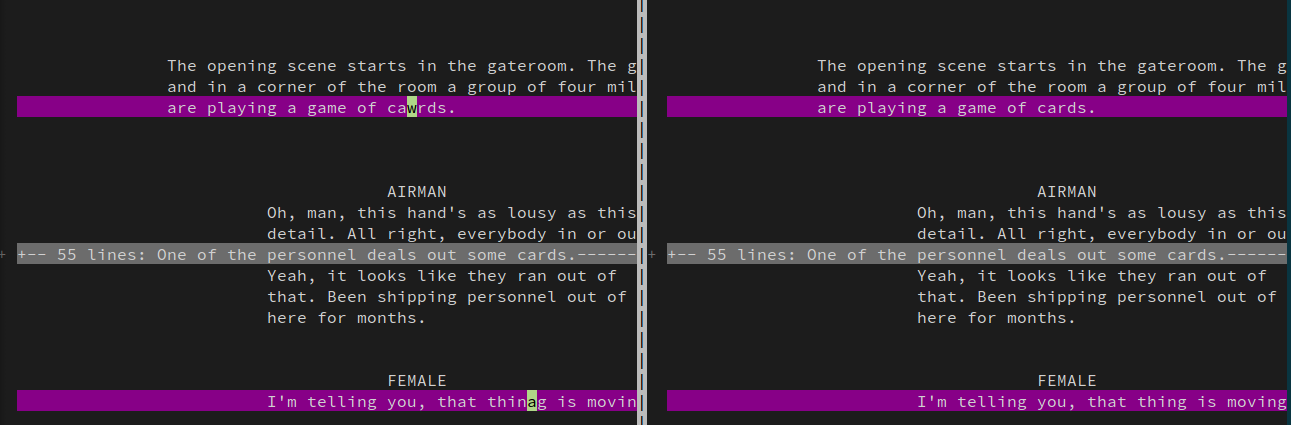 The opening scene starts in the gateroom. The g
and in a corner of the room a group of four mil
are playing a game of cawrds.
AIRMAN
Oh, man, this hand's as lousy as this
detail. All right, everybody in or ou
+
+-- 55 lines: One of the personnel deals out some cards.------
Yeah, it looks like they ran out of
that. Been shipping personnel out of
here for months.
FEMALE
I'm telling you, that thinag is movin
The opening scene starts in the gateroom. The g
and in a corner of the room a group of four mil
are playing a game of cards.
AIRMAN
Oh, man, this hand's as lousy as this
detail. All right, everybody in or ou
+
+-- 55 lines: One of the personnel deals out some cards.------
Yeah, it looks like they ran out of
that. Been shipping personnel out of
here for months.
FEMALE
I'm telling you, that thing is moving